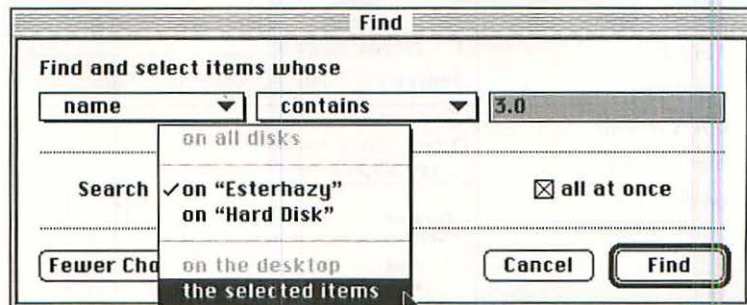 Find
Find and select items whose
name contains 3.0
on all disks
Search ✓on “Esterhazy” ☒ all at once
on “Hard Disk”
Fewer Cho on the desktop Cancel Find
the selected items